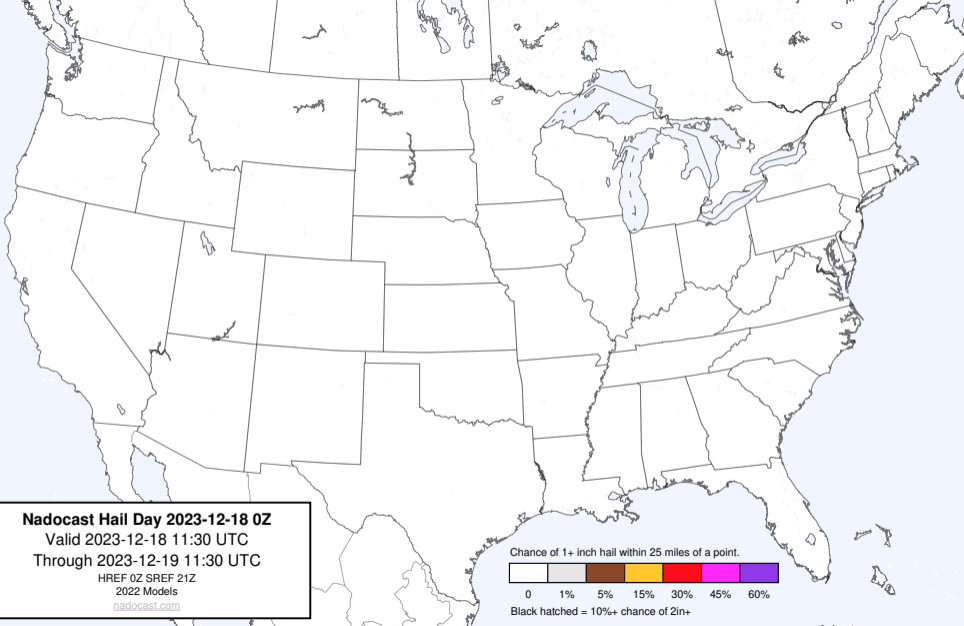 Nadocast Hail Day 2023-12-18 0Z
Valid 2023-12-18 11:30 UTC
Through 2023-12-19 11:30 UTC
HREF 0Z SREF 21Z
2022 Models
nadocast.com
Chance of 1+ inch hail within 25 miles of a point.
0 1% 5% 15% 30% 45% 60%
Black hatched = 10%+ chance of 2in+